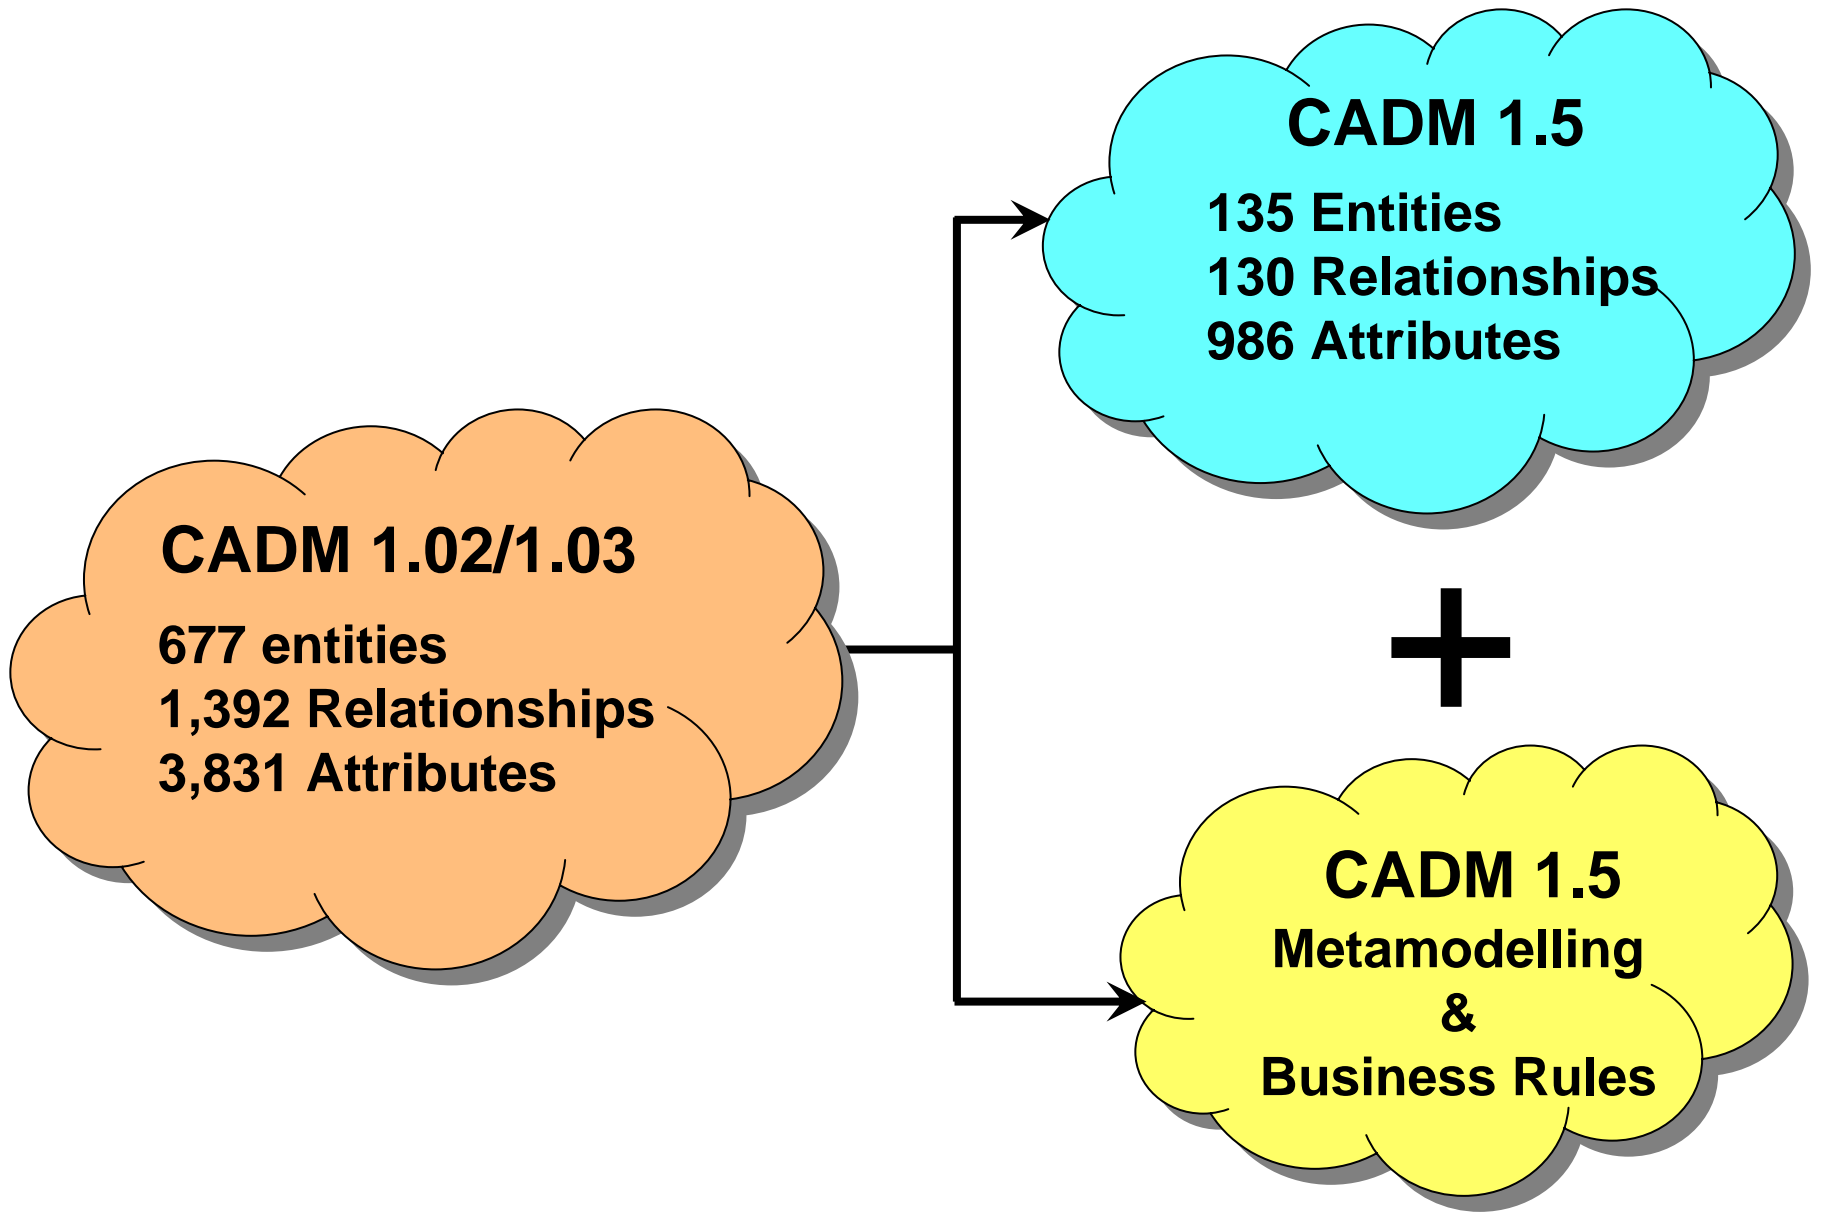 CADM 1.02/1.03
677 entities
1,392 Relationships
3,831 Attributes
CADM 1.5
135 Entities
130 Relationships
986 Attributes
+
CADM 1.5
Metamodelling
&
Business Rules